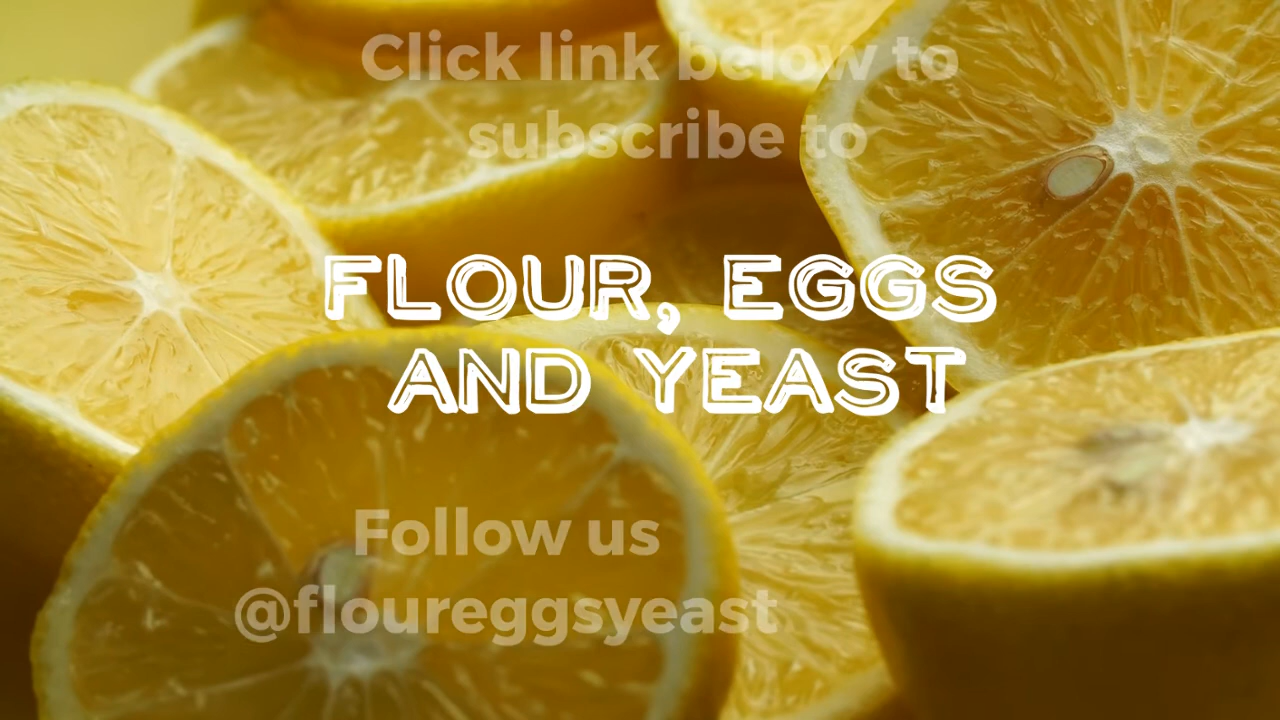 Click link below to
subscribe to
FLOUR, EGGS
AND YEAST
Follow us
@floureggsyeast